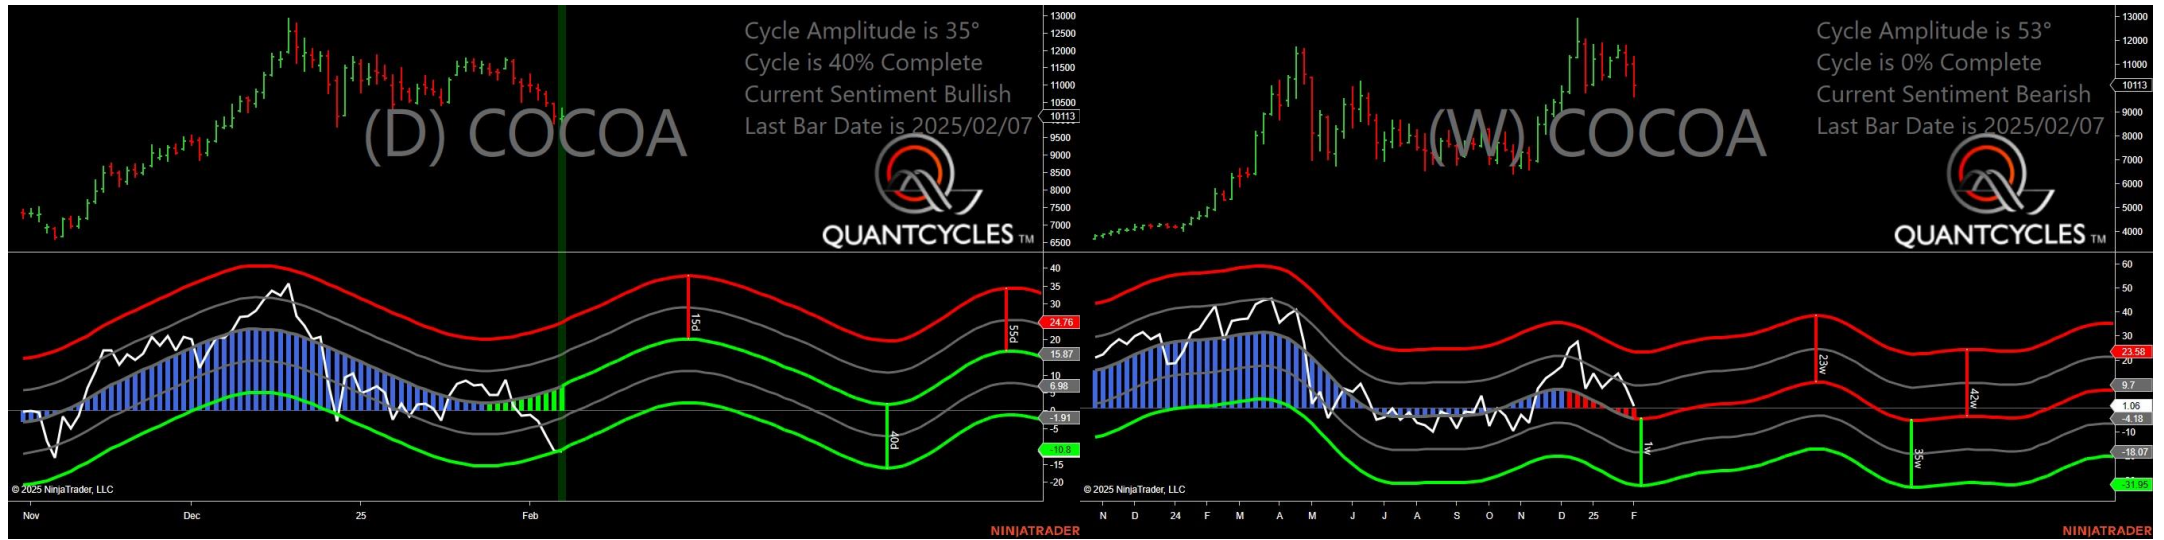 Cycle Amplitude is 35°
Cycle is 40% Complete
Current Sentiment Bullish
Last Bar Date is 2025/02/07
(D) COCOA
QUANTCYCLES TM
13000
12500
12000
11500
11000
10500
10113
9500
9000
8500
8000
7500
7000
6500
40
35
30
24.76
20
15.87
10
6.98
-1.91
-5
-10.8
-15
-20
15d
40d
55d
© 2025 NinjaTrader, LLC
Nov
Dec
25
Feb
NINJATRADER
Cycle Amplitude is 53°
Cycle is 0% Complete
Current Sentiment Bearish
Last Bar Date is 2025/02/07
(W) COCOA
QUANTCYCLES TM
13000
12000
11000
10113
9000
8000
7000
6000
5000
4000
60
50
40
30
23.58
9.7
1.06
-4.18
-10
-18.07
-31.95
1w
23w
35w
42w
© 2025 NinjaTrader, LLC
N D 24 F M A M J J A S O N D 25 F
NINJATRADER